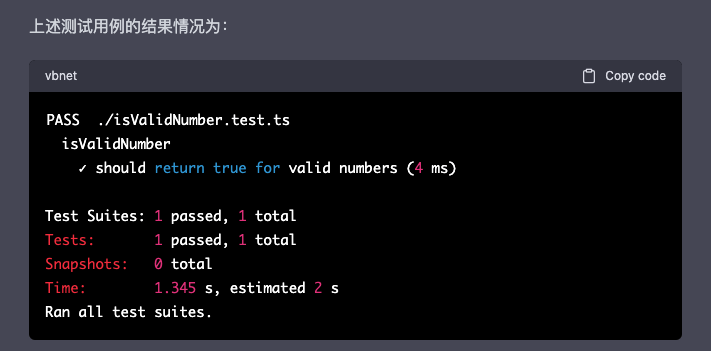 上述测试用例的结果情况为：
vbnet
Copy code
PASS ./isValidNumber.test.ts
isValidNumber
✓ should return true for valid numbers (4 ms)
Test Suites: 1 passed, 1 total
Tests: 1 passed, 1 total
Snapshots: 0 total
Time: 1.345 s, estimated 2 s
Ran all test suites.